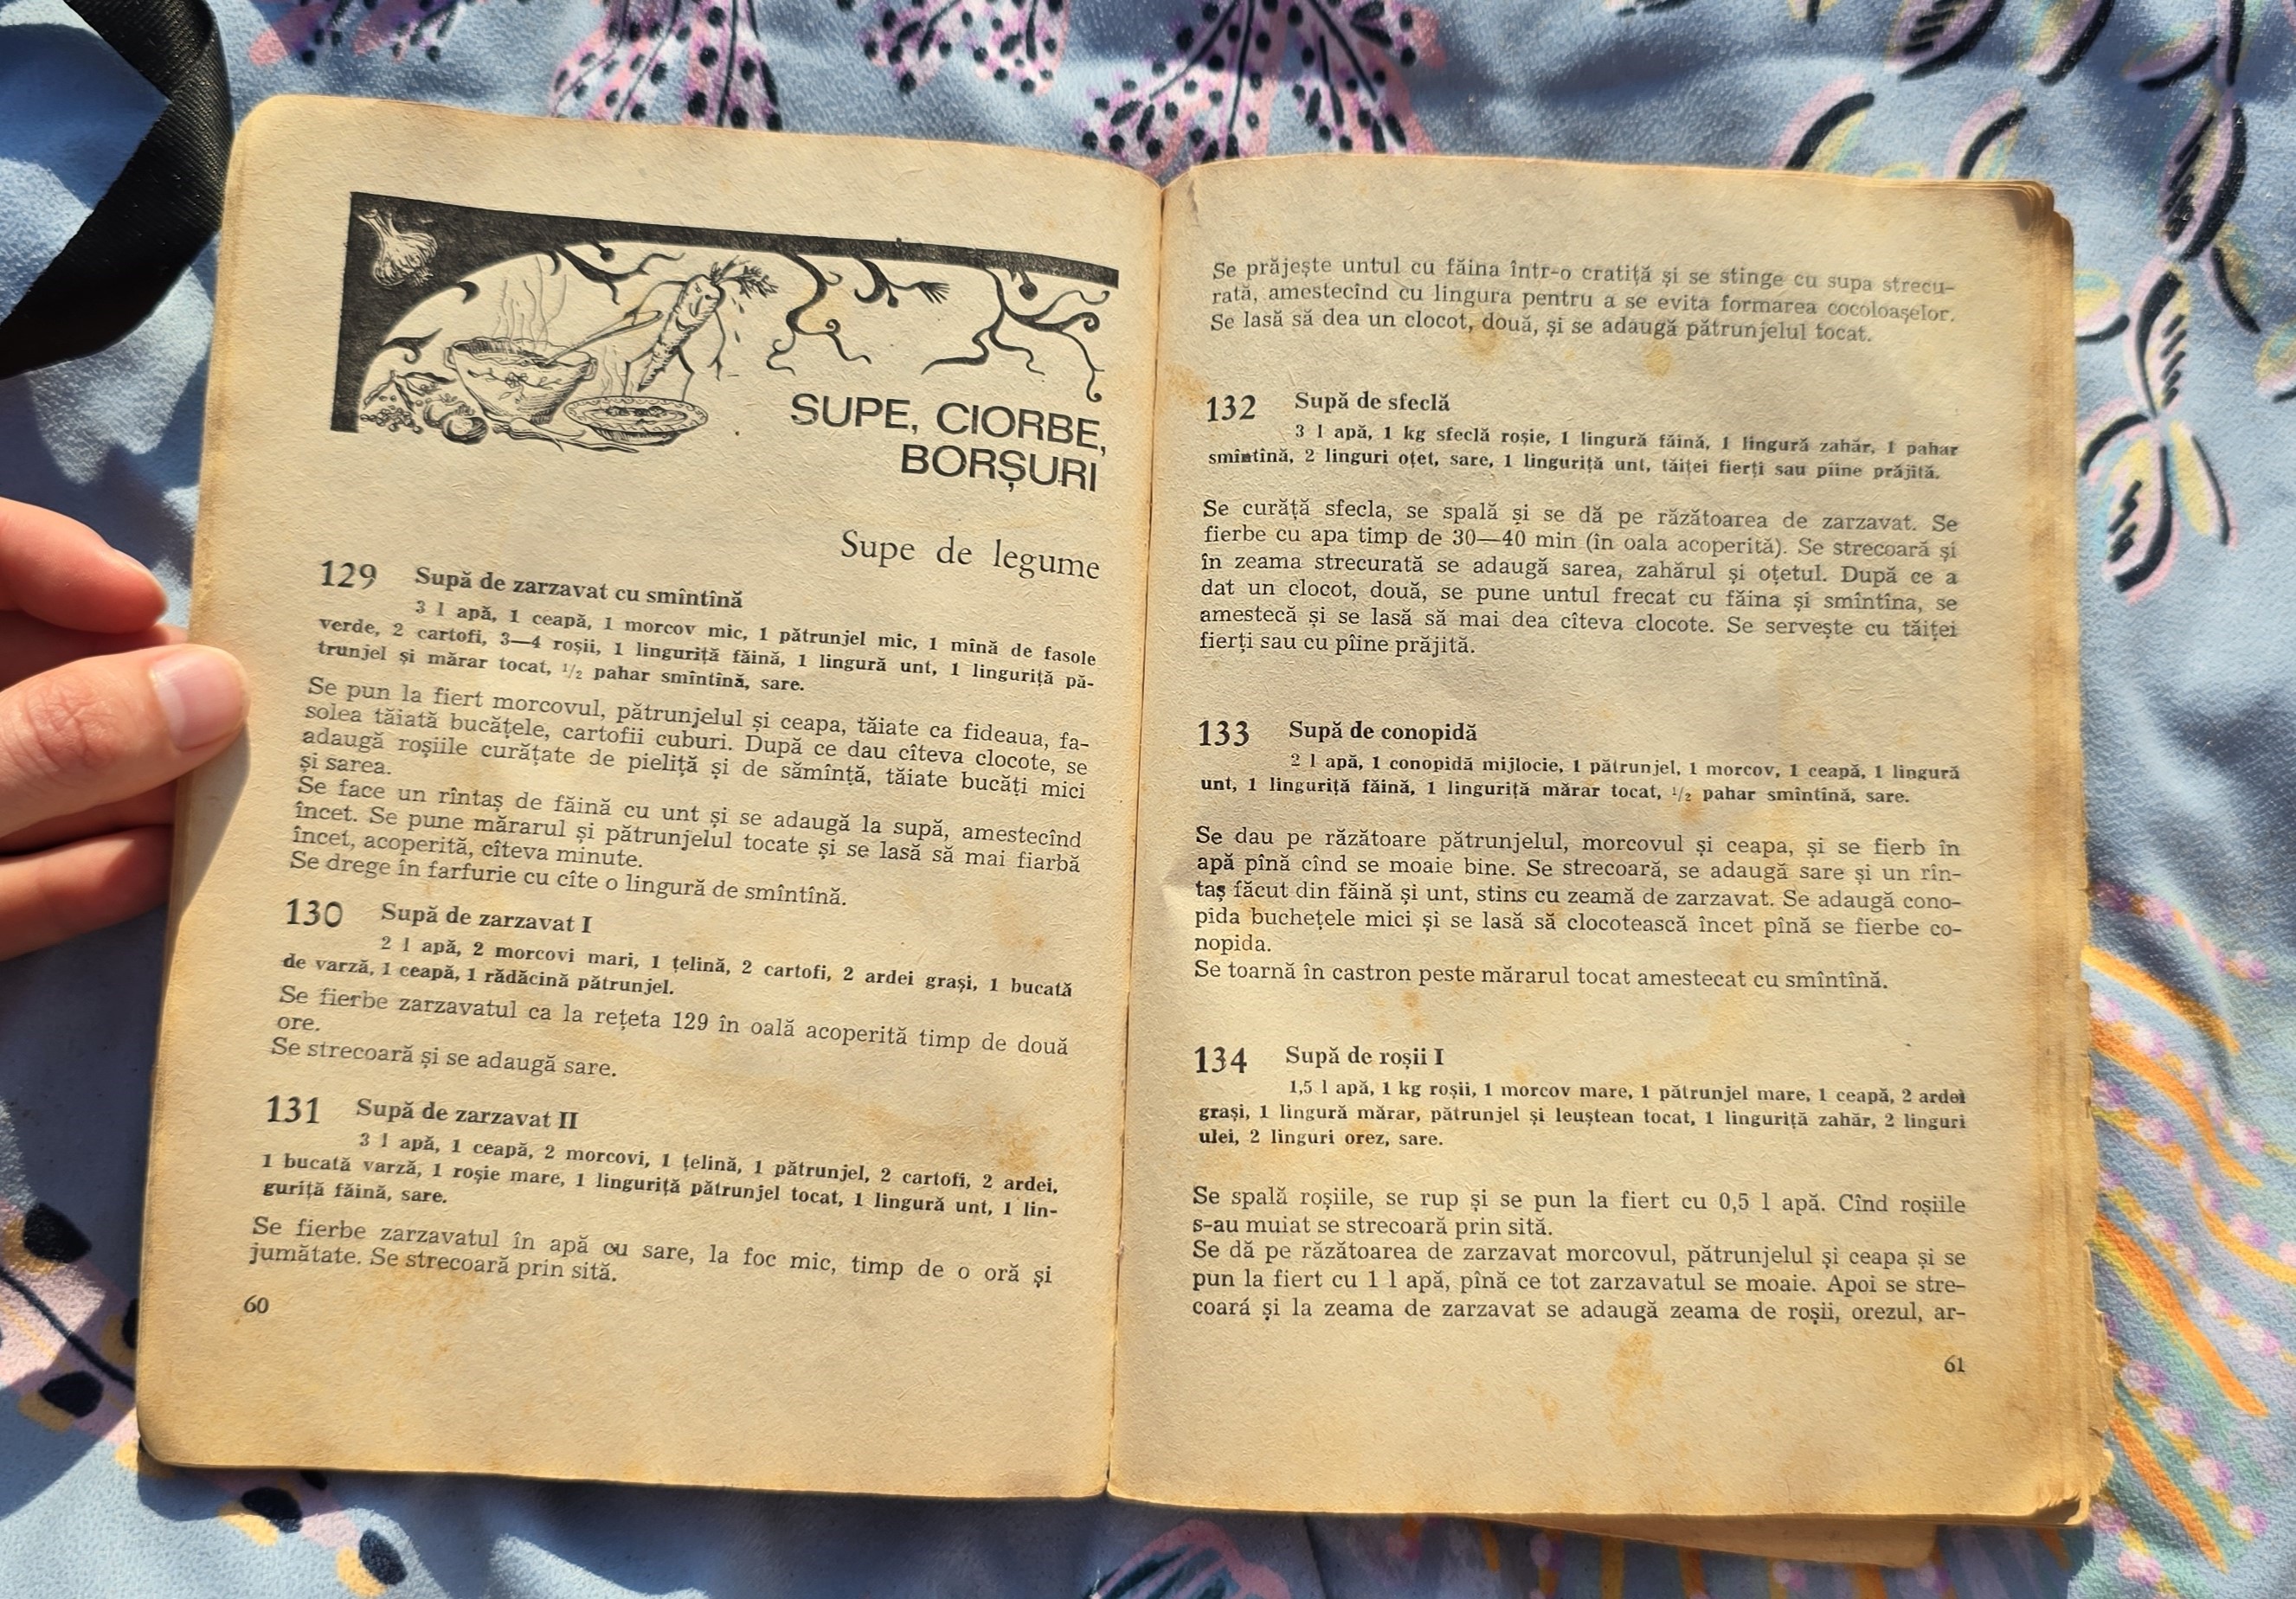 SUPE, CIORBE,
BORȘURI
Supe de legume
129 Supă de zarzavat cu smîntînă
3 l apă, 1 ceapă, 1 morcov mic, 1 pătrunjel mic, 1 mînă de fasole
verde, 2 cartofi, 3—4 roșii, 1 linguriță făină, 1 lingură unt, 1 linguriță pă-
trunjel și mărar tocat, 1/2 pahar smîntînă, sare.
Se pun la fiert morcovul, pătrunjelul și ceapa, tăiate ca fideaua, fa-
solea tăiată bucățele, cartofii cuburi. După ce dau cîteva clocote, se
adaugă roșiile curățate de pieliță și de sămînță, tăiate bucăți mici
și sarea.
Se face un rîntaș de făină cu unt și se adaugă la supă, amestecînd
încet. Se pune mărarul și pătrunjelul tocate și se lasă să mai fiarbă
încet, acoperită, cîteva minute.
Se drege în farfurie cu cîte o lingură de smîntînă.
130 Supă de zarzavat I
2 l apă, 2 morcovi mari, 1 țelină, 2 cartofi, 2 ardei grași, 1 bucată
de varză, 1 ceapă, 1 rădăcină pătrunjel.
Se fierbe zarzavatul ca la rețeta 129 în oală acoperită timp de două
ore.
Se strecoară și se adaugă sare.
131 Supă de zarzavat II
3 l apă, 1 ceapă, 2 morcovi, 1 țelină, 1 pătrunjel, 2 cartofi, 2 ardei,
1 bucată varză, 1 roșie mare, 1 linguriță pătrunjel tocat, 1 lingură unt, 1 lin-
guriță făină, sare.
Se fierbe zarzavatul în apă cu sare, la foc mic, timp de o oră și
jumătate. Se strecoară prin sită.
60
Se prăjește untul cu făina într-o cratiță și se stinge cu supa strecu-
rată, amestecînd cu lingura pentru a se evita formarea cocoloașelor.
Se lasă să dea un clocot, două, și se adaugă pătrunjelul tocat.
132 Supă de sfeclă
3 l apă, 1 kg sfeclă roșie, 1 lingură făină, 1 lingură zahăr, 1 pahar
smîntînă, 2 linguri oțet, sare, 1 linguriță unt, tăiței fierți sau pîine prăjită.
Se curăță sfecla, se spală și se dă pe răzătoarea de zarzavat. Se
fierbe cu apa timp de 30—40 min (în oala acoperită). Se strecoară și
în zeama strecurată se adaugă sarea, zahărul și oțetul. După ce a
dat un clocot, două, se pune untul frecat cu făina și smîntîna, se
amestecă și se lasă să mai dea cîteva clocote. Se servește cu tăiței
fierți sau cu pîine prăjită.
133 Supă de conopidă
2 l apă, 1 conopidă mijlocie, 1 pătrunjel, 1 morcov, 1 ceapă, 1 lingură
unt, 1 linguriță făină, 1 linguriță mărar tocat, 1/2 pahar smîntînă, sare.
Se dau pe răzătoare pătrunjelul, morcovul și ceapa, și se fierb în
apă pînă cînd se moaie bine. Se strecoară, se adaugă sare și un rîn-
taș făcut din făină și unt, stins cu zeamă de zarzavat. Se adaugă cono-
pida buchețele mici și se lasă să clocotească încet pînă se fierbe co-
nopida.
Se toarnă în castron peste mărarul tocat amestecat cu smîntînă.
134 Supă de roșii I
1,5 l apă, 1 kg roșii, 1 morcov mare, 1 pătrunjel mare, 1 ceapă, 2 ardei
grași, 1 lingură mărar, pătrunjel și leuștean tocat, 1 linguriță zahăr, 2 linguri
ulei, 2 linguri orez, sare.
Se spală roșiile, se rup și se pun la fiert cu 0,5 l apă. Cînd roșiile
s-au muiat se strecoară prin sită.
Se dă pe răzătoarea de zarzavat morcovul, pătrunjelul și ceapa și se
pun la fiert cu 1 l apă, pînă ce tot zarzavatul se moaie. Apoi se stre-
coară și la zeama de zarzavat se adaugă zeama de roșii, orezul, ar-
61